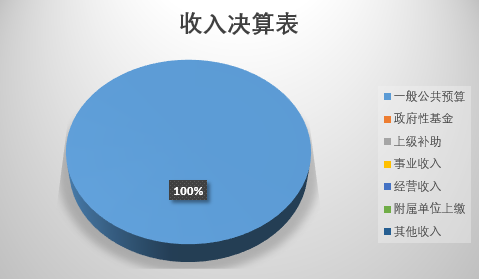 收入决算表
100%
一般公共预算
政府性基金
上级补助
事业收入
经营收入
附属单位上缴
其他收入